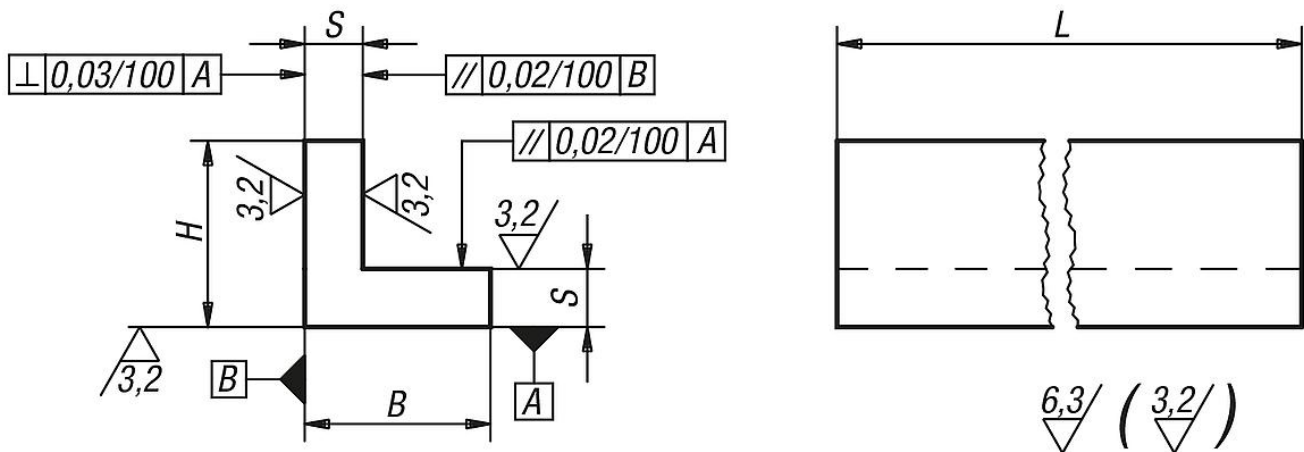 S
L
⊥ 0,03/100 A
// 0,02/100 B
// 0,02/100 A
3,2
3,2
3,2
H
S
3,2
B
B
A
6,3 ( 3,2 )